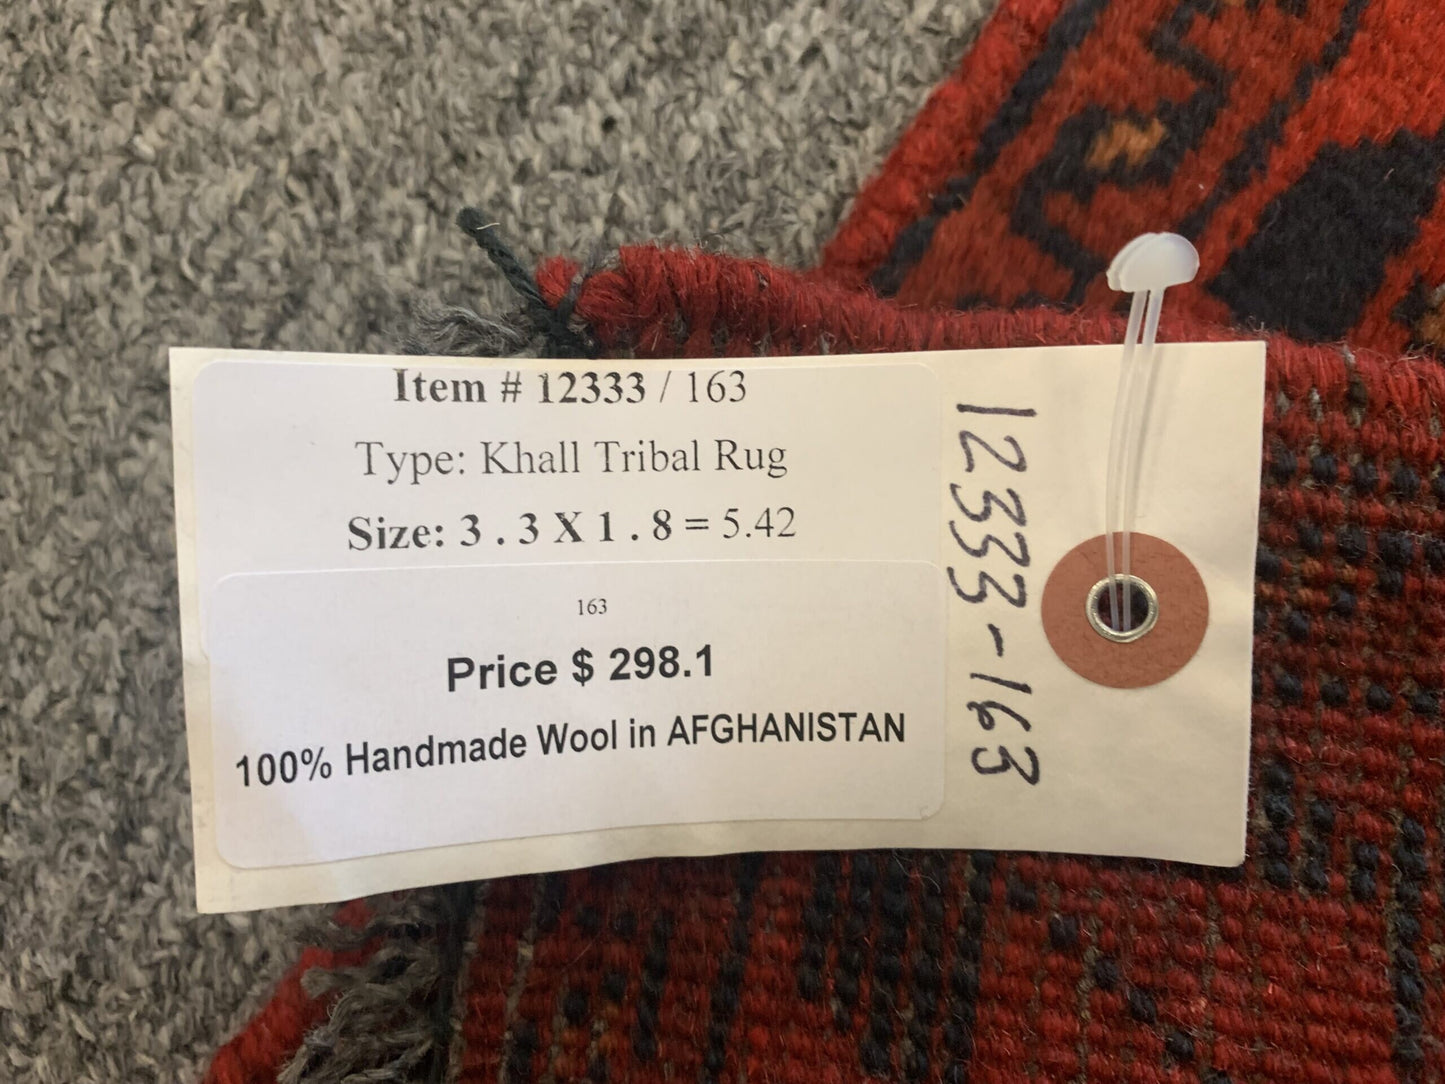 Item # 12333 / 163
Type: Khall Tribal Rug
Size: 3 . 3 X 1 . 8 = 5.42
163
Price $ 298.1
100% Handmade Wool in AFGHANISTAN
12333-163